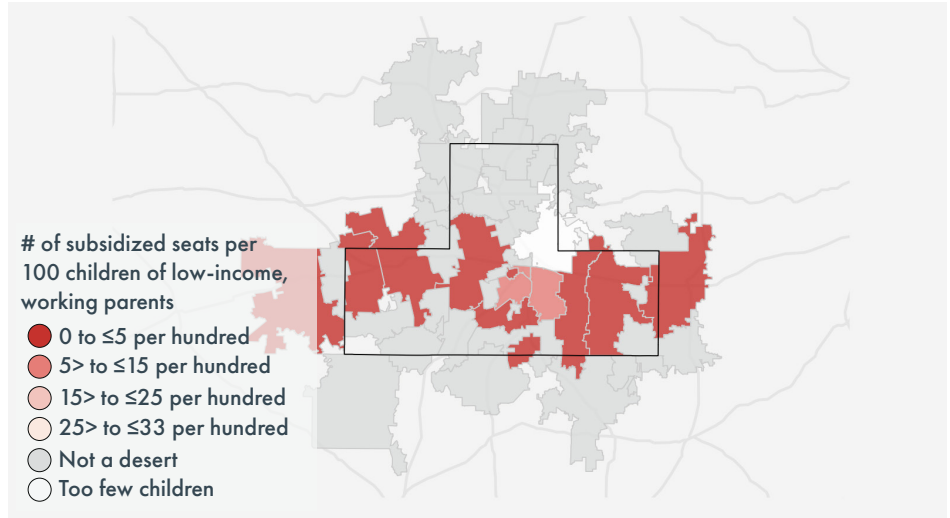 # of subsidized seats per
100 children of low-income,
working parents
0 to ≤5 per hundred
5> to ≤15 per hundred
15> to ≤25 per hundred
25> to ≤33 per hundred
Not a desert
Too few children